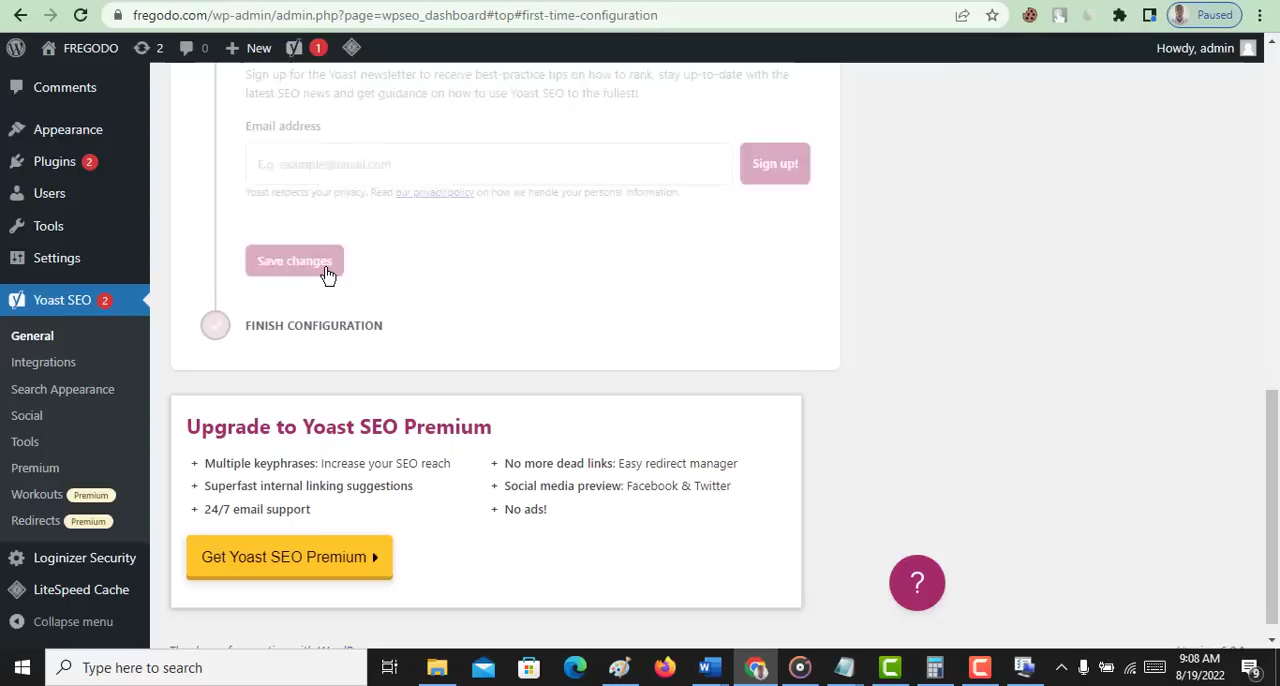 fregodo.com/wp-admin/admin.php?page=wpseo_dashboard#top#first-time-configuration
Paused
FREGODO
2
0
New
1
Howdy, admin
Comments
Appearance
Plugins 2
Users
Tools
Settings
Yoast SEO 2
General
Integrations
Search Appearance
Social
Tools
Premium
Workouts Premium
Redirects Premium
Loginizer Security
LiteSpeed Cache
Collapse menu
Sign up for the Yoast newsletter to receive best-practice tips on how to rank, stay up-to-date with the
latest SEO news and get guidance on how to use Yoast SEO to the fullest!
Email address
E.g. example@email.com
Sign up!
Yoast respects your privacy. Read our privacy policy on how we handle your personal information.
Save changes
FINISH CONFIGURATION
Upgrade to Yoast SEO Premium
+ Multiple keyphrases: Increase your SEO reach
+ Superfast internal linking suggestions
+ 24/7 email support
+ No more dead links: Easy redirect manager
+ Social media preview: Facebook & Twitter
+ No ads!
Get Yoast SEO Premium
?
Type here to search
9:08 AM
8/19/2022
9